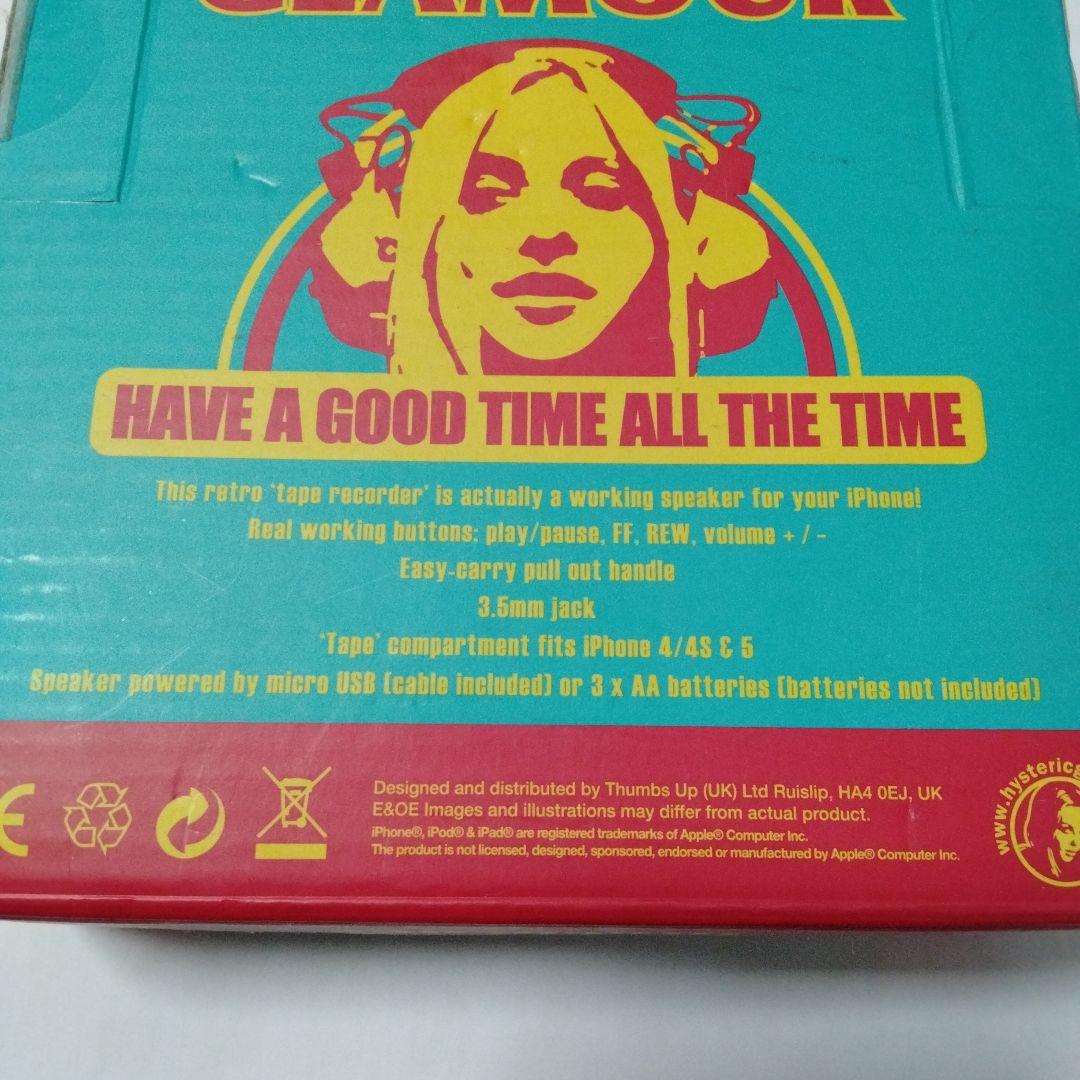 GLAMOUR
HAVE A GOOD TIME ALL THE TIME
This retro 'tape recorder' is actually a working speaker for your iPhone!
Real working buttons: play/pause, FF, REW, volume + / -
Easy-carry pull out handle
3.5mm jack
'Tape' compartment fits iPhone 4/4S & 5
Speaker powered by micro USB (cable included) or 3 x AA batteries (batteries not included)
CE
Designed and distributed by Thumbs Up (UK) Ltd Ruislip, HA4 0EJ, UK
E&OE Images and illustrations may differ from actual product.
iPhone®, iPod® & iPad® are registered trademarks of Apple® Computer Inc.
The product is not licensed, designed, sponsored, endorsed or manufactured by Apple® Computer Inc.
www.hysteric